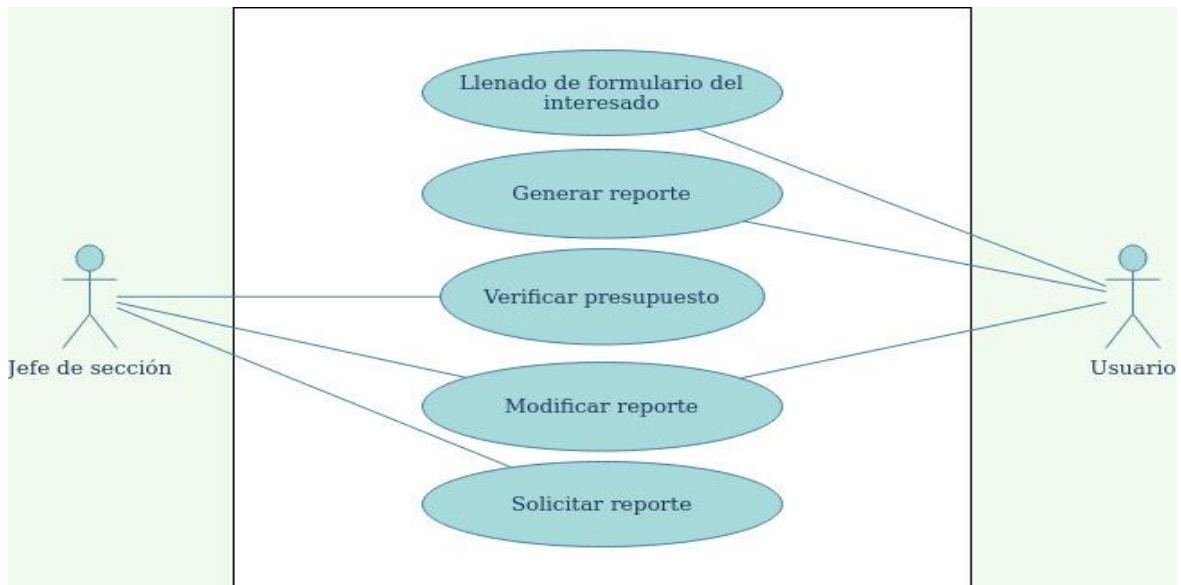 Llenado de formulario del
interesado
Generar reporte
Verificar presupuesto
Jefe de sección
Usuario
Modificar reporte
Solicitar reporte